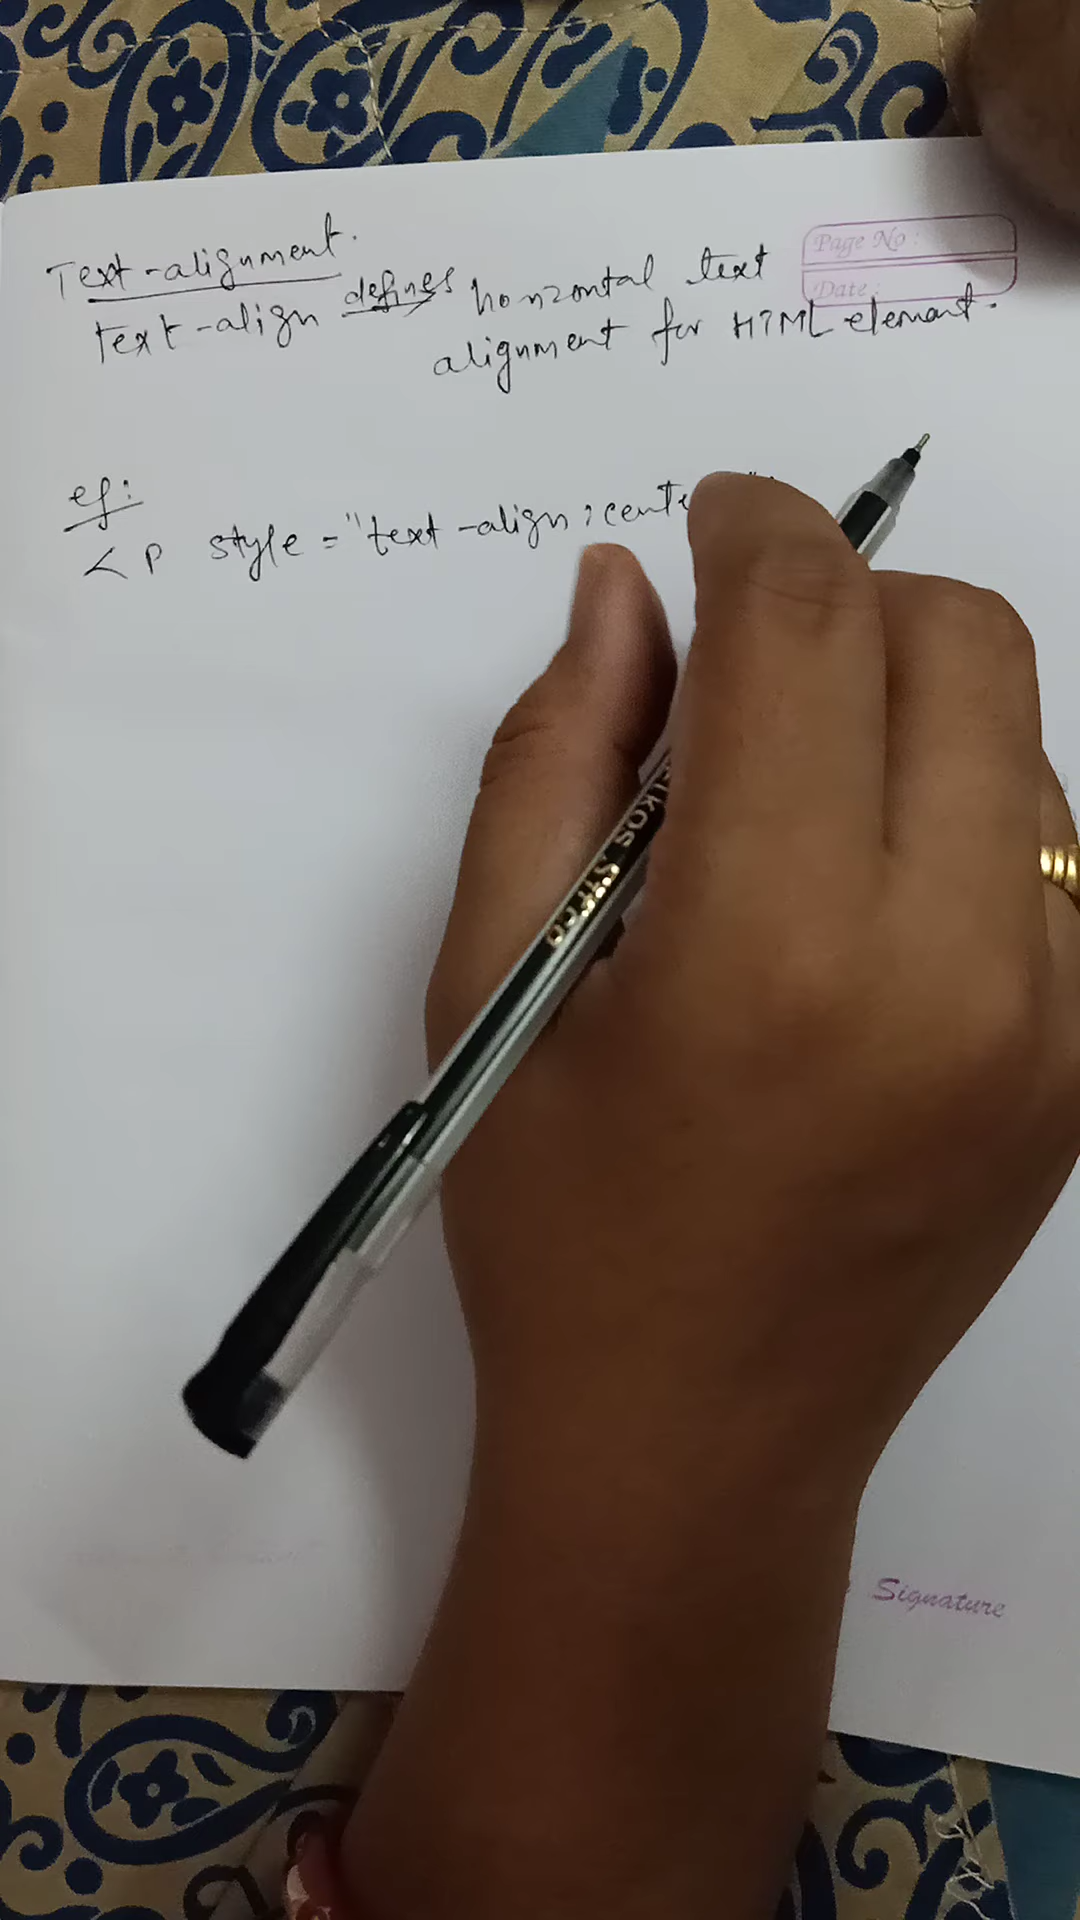 Text-alignment.
text-align defines horizontal text
alignment for HTML element.
Page No :
Date :
eg:
< P style = "text-align:
Signature